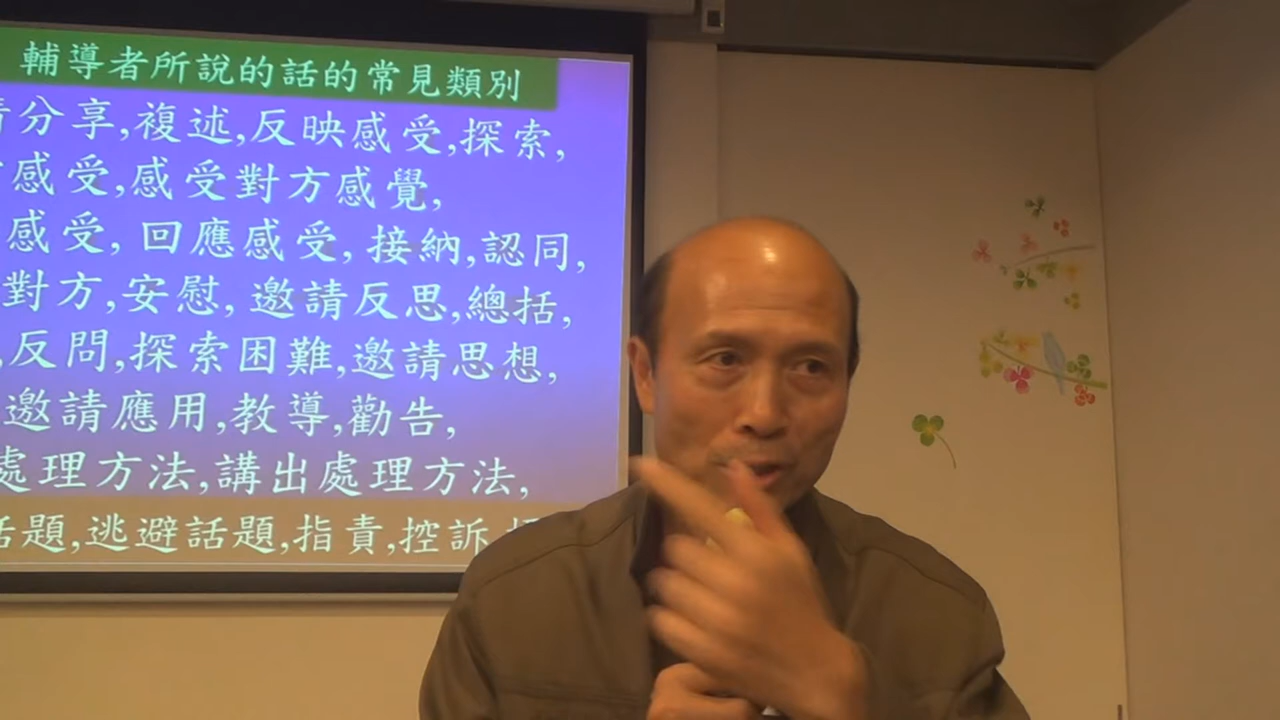 輔導者所說的話的常見類別
分享,複述,反映感受,探索,
感受,感受對方感覺,
感受, 回應感受, 接納,認同,
對方,安慰, 邀請反思,總括,
,反問,探索困難,邀請思想,
邀請應用,教導,勸告,
處理方法,講出處理方法,
話題,逃避話題,指責,控訴,